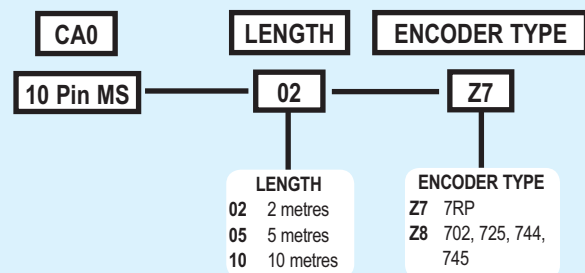 CA0 LENGTH ENCODER TYPE
10 Pin MS 02 Z7
LENGTH
02 2 metres
05 5 metres
10 10 metres
ENCODER TYPE
Z7 7RP
Z8 702, 725, 744,
745